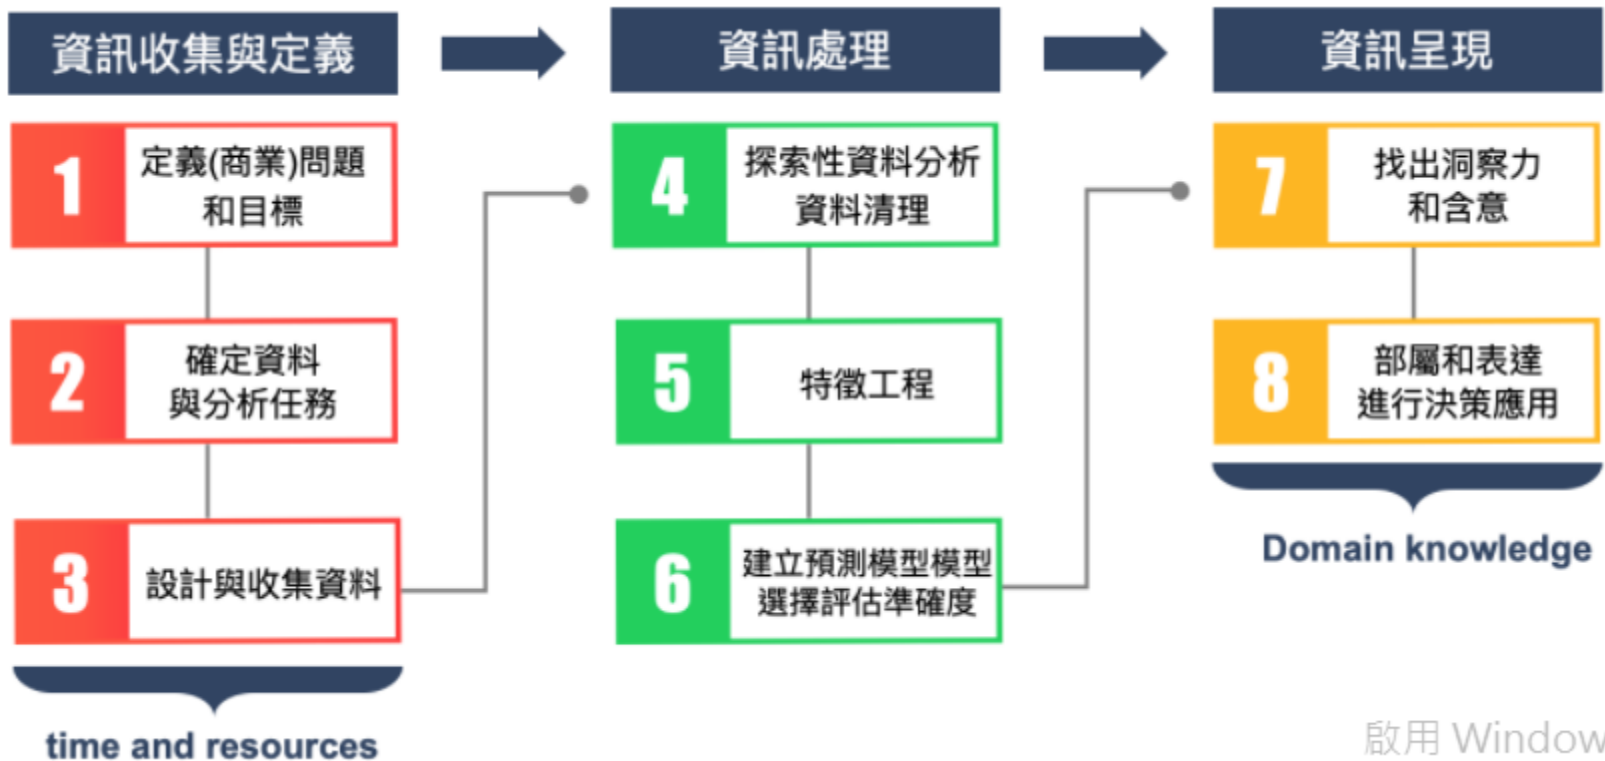 資訊收集與定義
資訊處理
資訊呈現
1
定義(商業)問題
和目標
2
確定資料
與分析任務
3
設計與收集資料
time and resources
4
探索性資料分析
資料清理
5
特徵工程
6
建立預測模型模型
選擇評估準確度
7
找出洞察力
和含意
8
部屬和表達
進行決策應用
Domain knowledge
啟用 Window